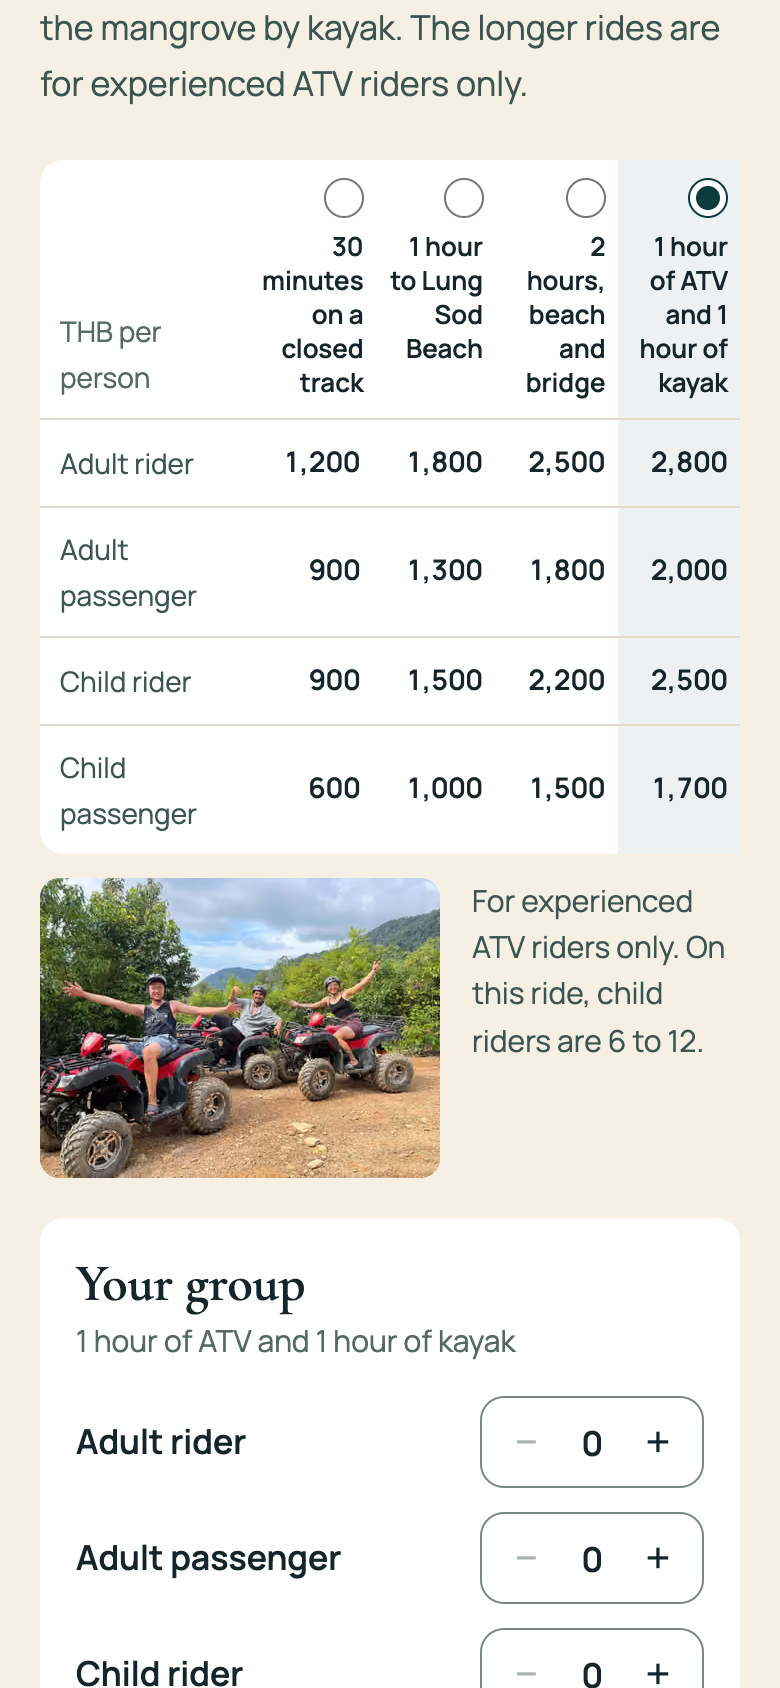 the mangrove by kayak. The longer rides are
for experienced ATV riders only.
THB per
person
30
minutes
on a
closed
track
1 hour
to Lung
Sod
Beach
2
hours,
beach
and
bridge
1 hour
of ATV
and 1
hour of
kayak
Adult rider 1,200 1,800 2,500 2,800
Adult
passenger
900 1,300 1,800 2,000
Child rider 900 1,500 2,200 2,500
Child
passenger
600 1,000 1,500 1,700
For experienced
ATV riders only. On
this ride, child
riders are 6 to 12.
Your group
1 hour of ATV and 1 hour of kayak
Adult rider − 0 +
Adult passenger − 0 +
Child rider − 0 +